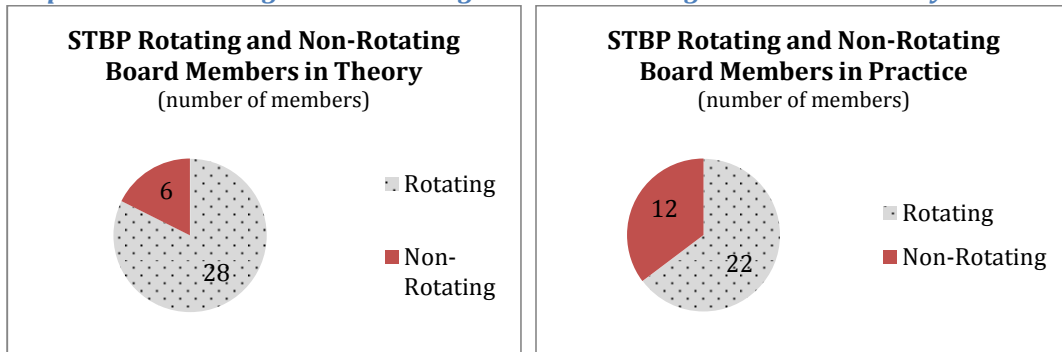 STBP Rotating and Non-Rotating
Board Members in Theory
(number of members)
6
28
Rotating
Non-
Rotating
STBP Rotating and Non-Rotating
Board Members in Practice
(number of members)
12
22
Rotating
Non-Rotating